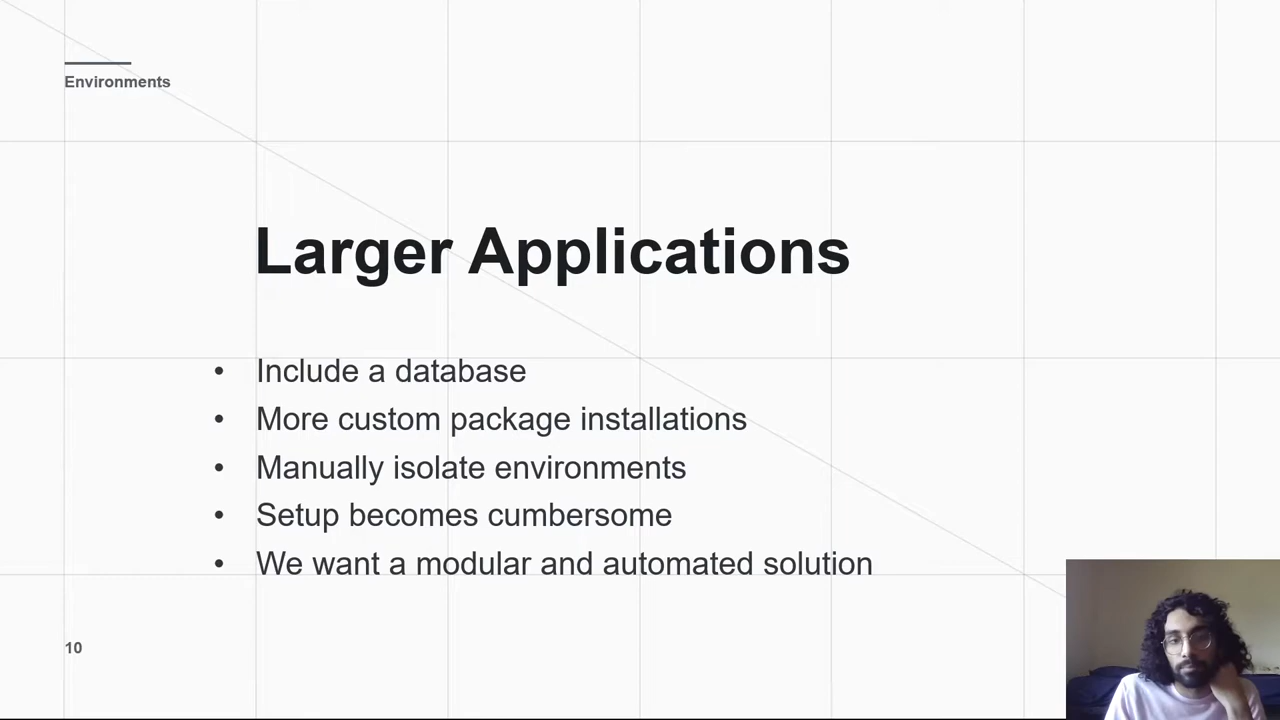 Environments
Larger Applications
• Include a database
• More custom package installations
• Manually isolate environments
• Setup becomes cumbersome
• We want a modular and automated solution
10